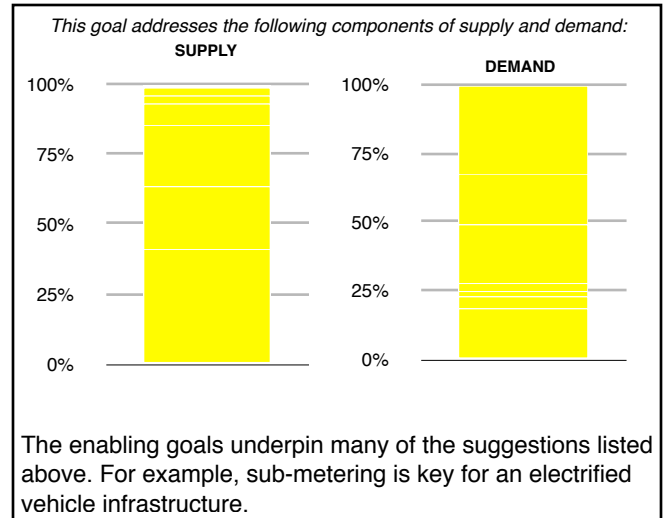 This goal addresses the following components of supply and demand:
SUPPLY
100%
75%
50%
25%
0%
DEMAND
100%
75%
50%
25%
0%
The enabling goals underpin many of the suggestions listed
above. For example, sub-metering is key for an electrified
vehicle infrastructure.